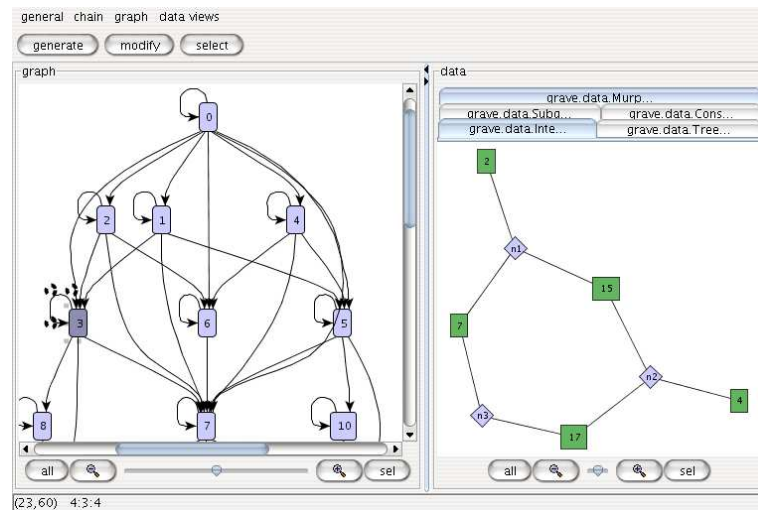 general chain graph data views
generate modify select
graph
0
2 1 4
3 6 5
8 7 10
all sel
data
grave.data.Murp...
grave.data.Subg... grave.data.Cons...
grave.data.Inte... grave.data.Tree...
2
n1
15
7
n2
4
n3
17
all sel
(23,60) 4:3:4